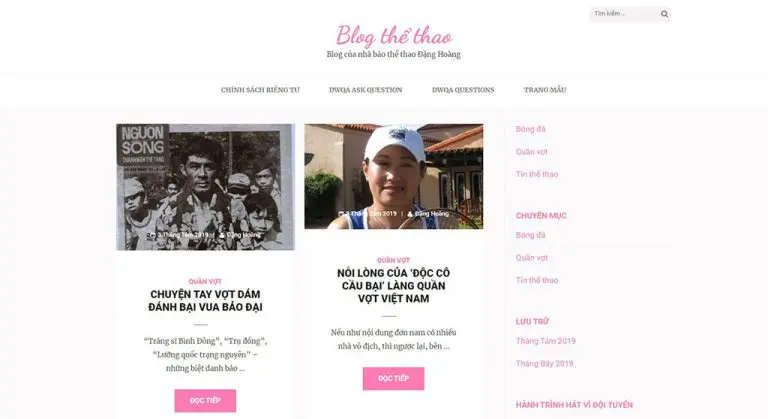 Tìm kiếm ...
Blog thể thao
Blog của nhà báo thể thao Đặng Hoàng
CHÍNH SÁCH RIÊNG TƯ DWQA ASK QUESTION DWQA QUESTIONS TRANG MẪU
NGUON
SONG
THANH NIEN THE THAO
3 Tháng Tám 2019 | Đặng Hoàng
QUẦN VỢT
CHUYỆN TAY VỢT DÁM
ĐÁNH BẠI VUA BẢO ĐẠI
“Tráng sĩ Bình Đông”, “Trụ đồng”,
“Lưỡng quốc trạng nguyên” –
những biệt danh báo ...
ĐỌC TIẾP
3 Tháng Tám 2019 | Đặng Hoàng
QUẦN VỢT
NỖI LÒNG CỦA ‘ĐỘC CÔ
CẦU BẠI’ LÀNG QUẦN
VỢT VIỆT NAM
Nếu như nội dung đơn nam có nhiều
nhà vô địch, thì ngược lại, bên ...
ĐỌC TIẾP
Bóng đá
Quần vợt
Tin thể thao
CHUYÊN MỤC
Bóng đá
Quần vợt
Tin thể thao
LƯU TRỮ
Tháng Tám 2019
Tháng Bảy 2019
HÀNH TRÌNH HÁT VÌ ĐỘI TUYỂN